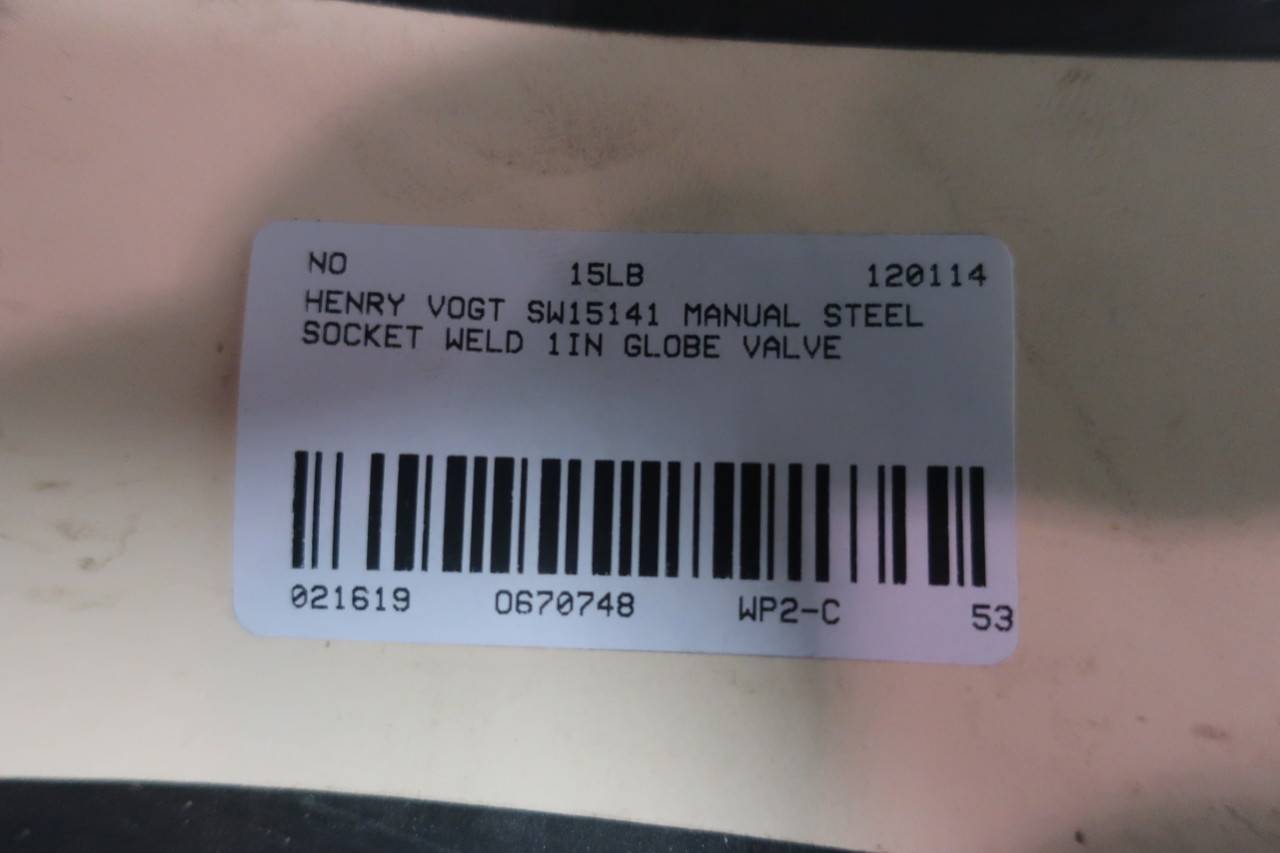 NO 15LB 120114
HENRY VOGT SW15141 MANUAL STEEL
SOCKET WELD 1IN GLOBE VALVE
021619 0670748 WP2-C 53